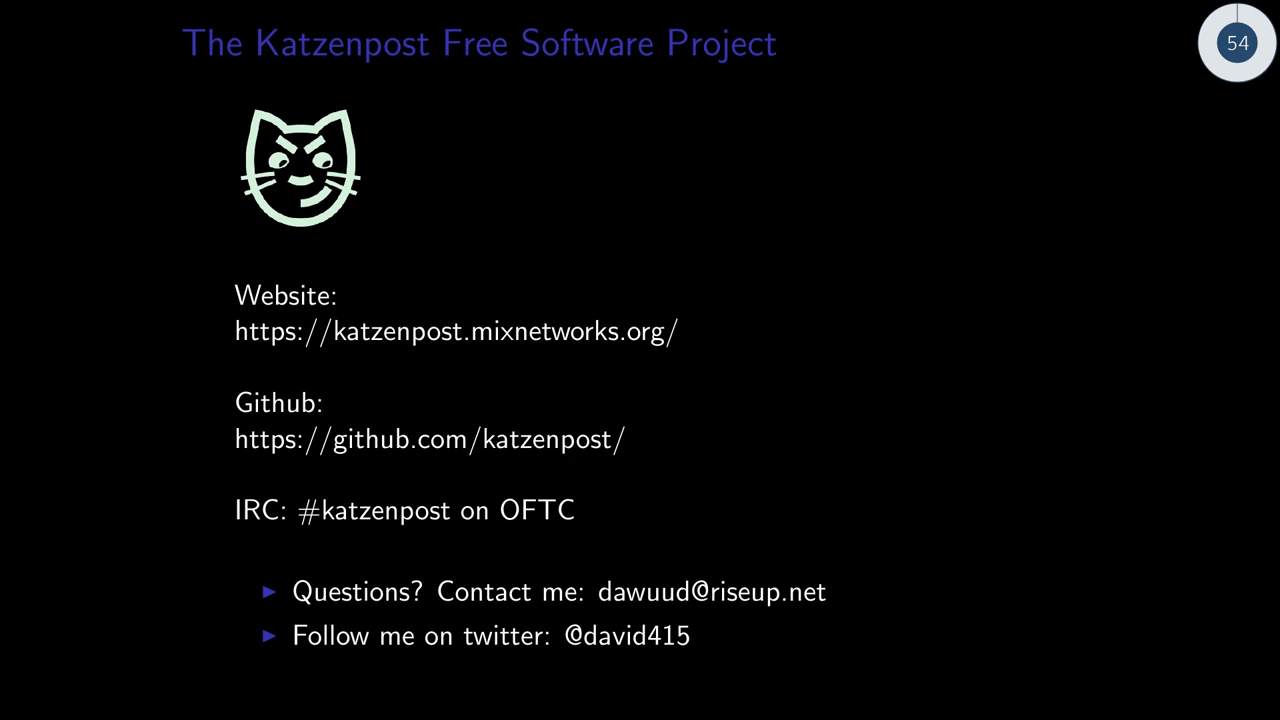 The Katzenpost Free Software Project
54
Website:
https://katzenpost.mixnetworks.org/
Github:
https://github.com/katzenpost/
IRC: #katzenpost on OFTC
Questions? Contact me: dawuud@riseup.net
Follow me on twitter: @david415